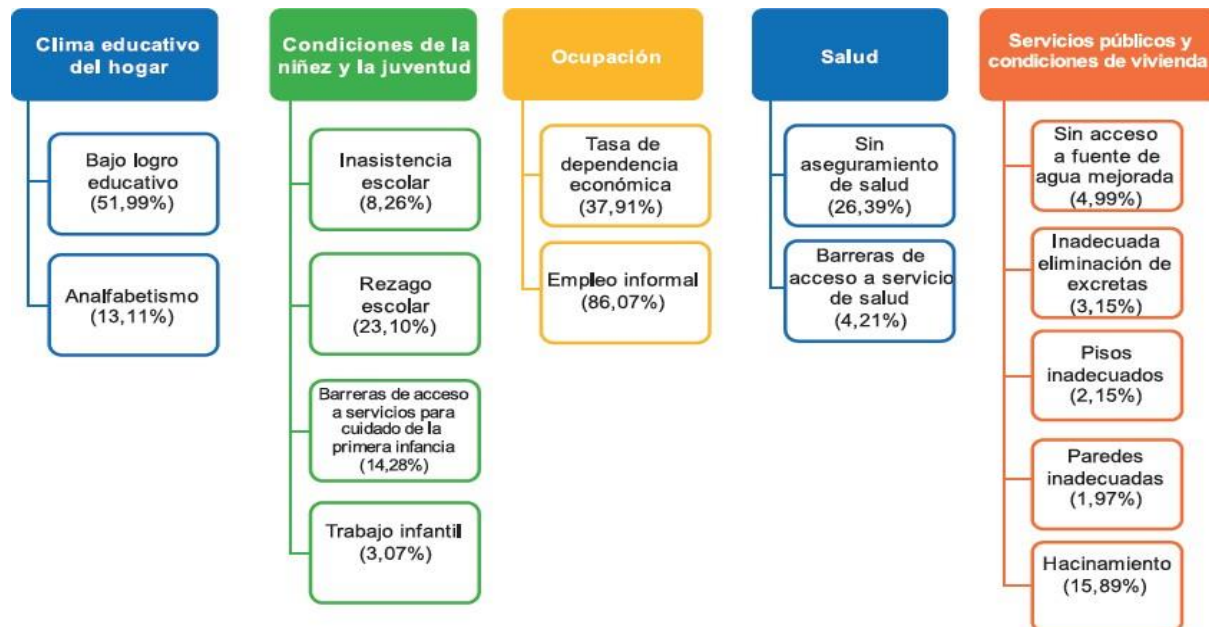 Clima educativo
del hogar
Bajo logro
educativo
(51,99%)
Analfabetismo
(13,11%)
Condiciones de la
niñez y la juventud
Inasistencia
escolar
(8,26%)
Rezago
escolar
(23,10%)
Barreras de acceso
a servicios para
cuidado de la
primera infancia
(14,28%)
Trabajo infantil
(3,07%)
Ocupación
Tasa de
dependencia
económica
(37,91%)
Empleo informal
(86,07%)
Salud
Sin
aseguramiento
de salud
(26,39%)
Barreras de
acceso a servicio
de salud
(4,21%)
Servicios públicos y
condiciones de vivienda
Sin acceso
a fuente de
agua mejorada
(4,99%)
Inadecuada
eliminación de
excretas
(3,15%)
Pisos
inadecuados
(2,15%)
Paredes
inadecuadas
(1,97%)
Hacinamiento
(15,89%)